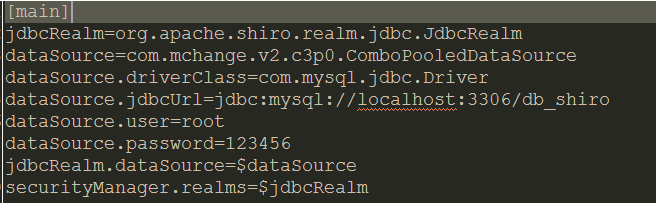 [main]
jdbcRealm=org.apache.shiro.realm.jdbc.JdbcRealm
dataSource=com.mchange.v2.c3p0.ComboPooledDataSource
dataSource.driverClass=com.mysql.jdbc.Driver
dataSource.jdbcUrl=jdbc:mysql://localhost:3306/db_shiro
dataSource.user=root
dataSource.password=123456
jdbcRealm.dataSource=$dataSource
securityManager.realms=$jdbcRealm